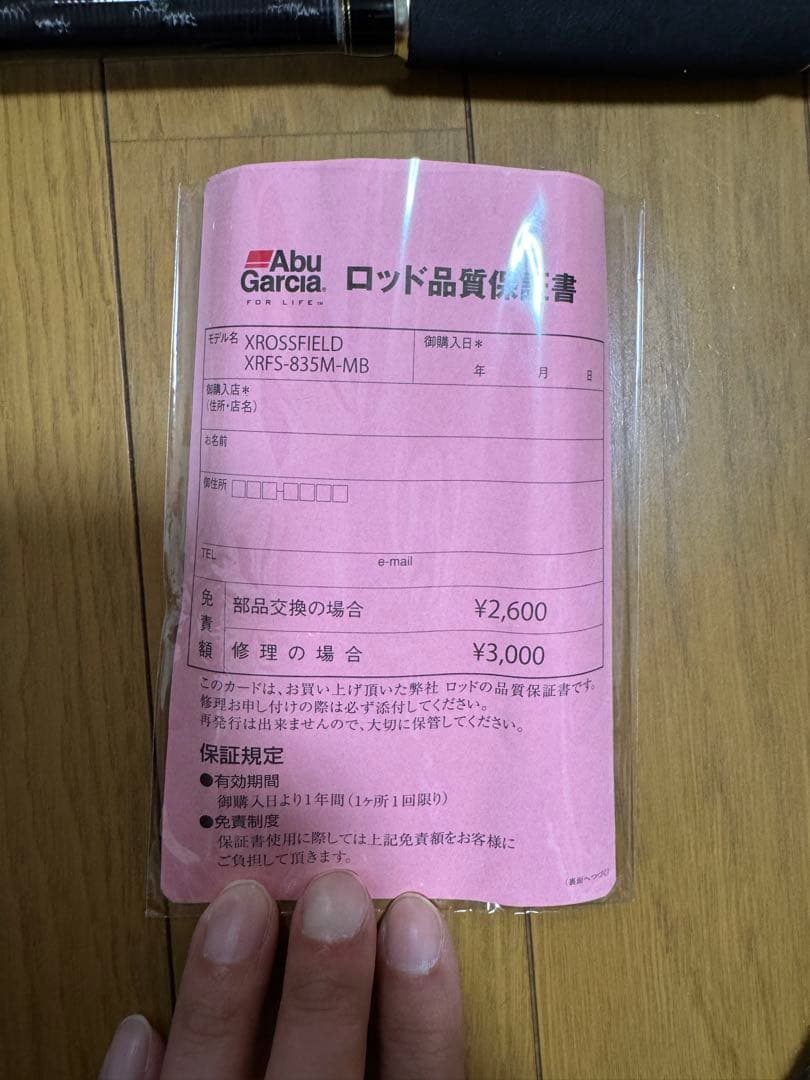 Abu
Garcia®
FOR LIFE™
ロッド品質保証書
モデル名 XROSSFIELD
XRFS-835M-MB
御購入日＊
年 月 日
御購入店＊
(住所・店名)
お名前
御住所
TEL e-mail
免責額
部品交換の場合 ¥2,600
修理の場合 ¥3,000
このカードは、お買い上げ頂いた弊社 ロッドの品質保証書です。
修理お申し付けの際は必ず添付してください。
再発行は出来ませんので、大切に保管してください。
保証規定
●有効期間
御購入日より1年間(1ヶ所1回限り)
●免責制度
保証書使用に際しては上記免責額をお客様に
ご負担して頂きます。
(裏面へつづく)